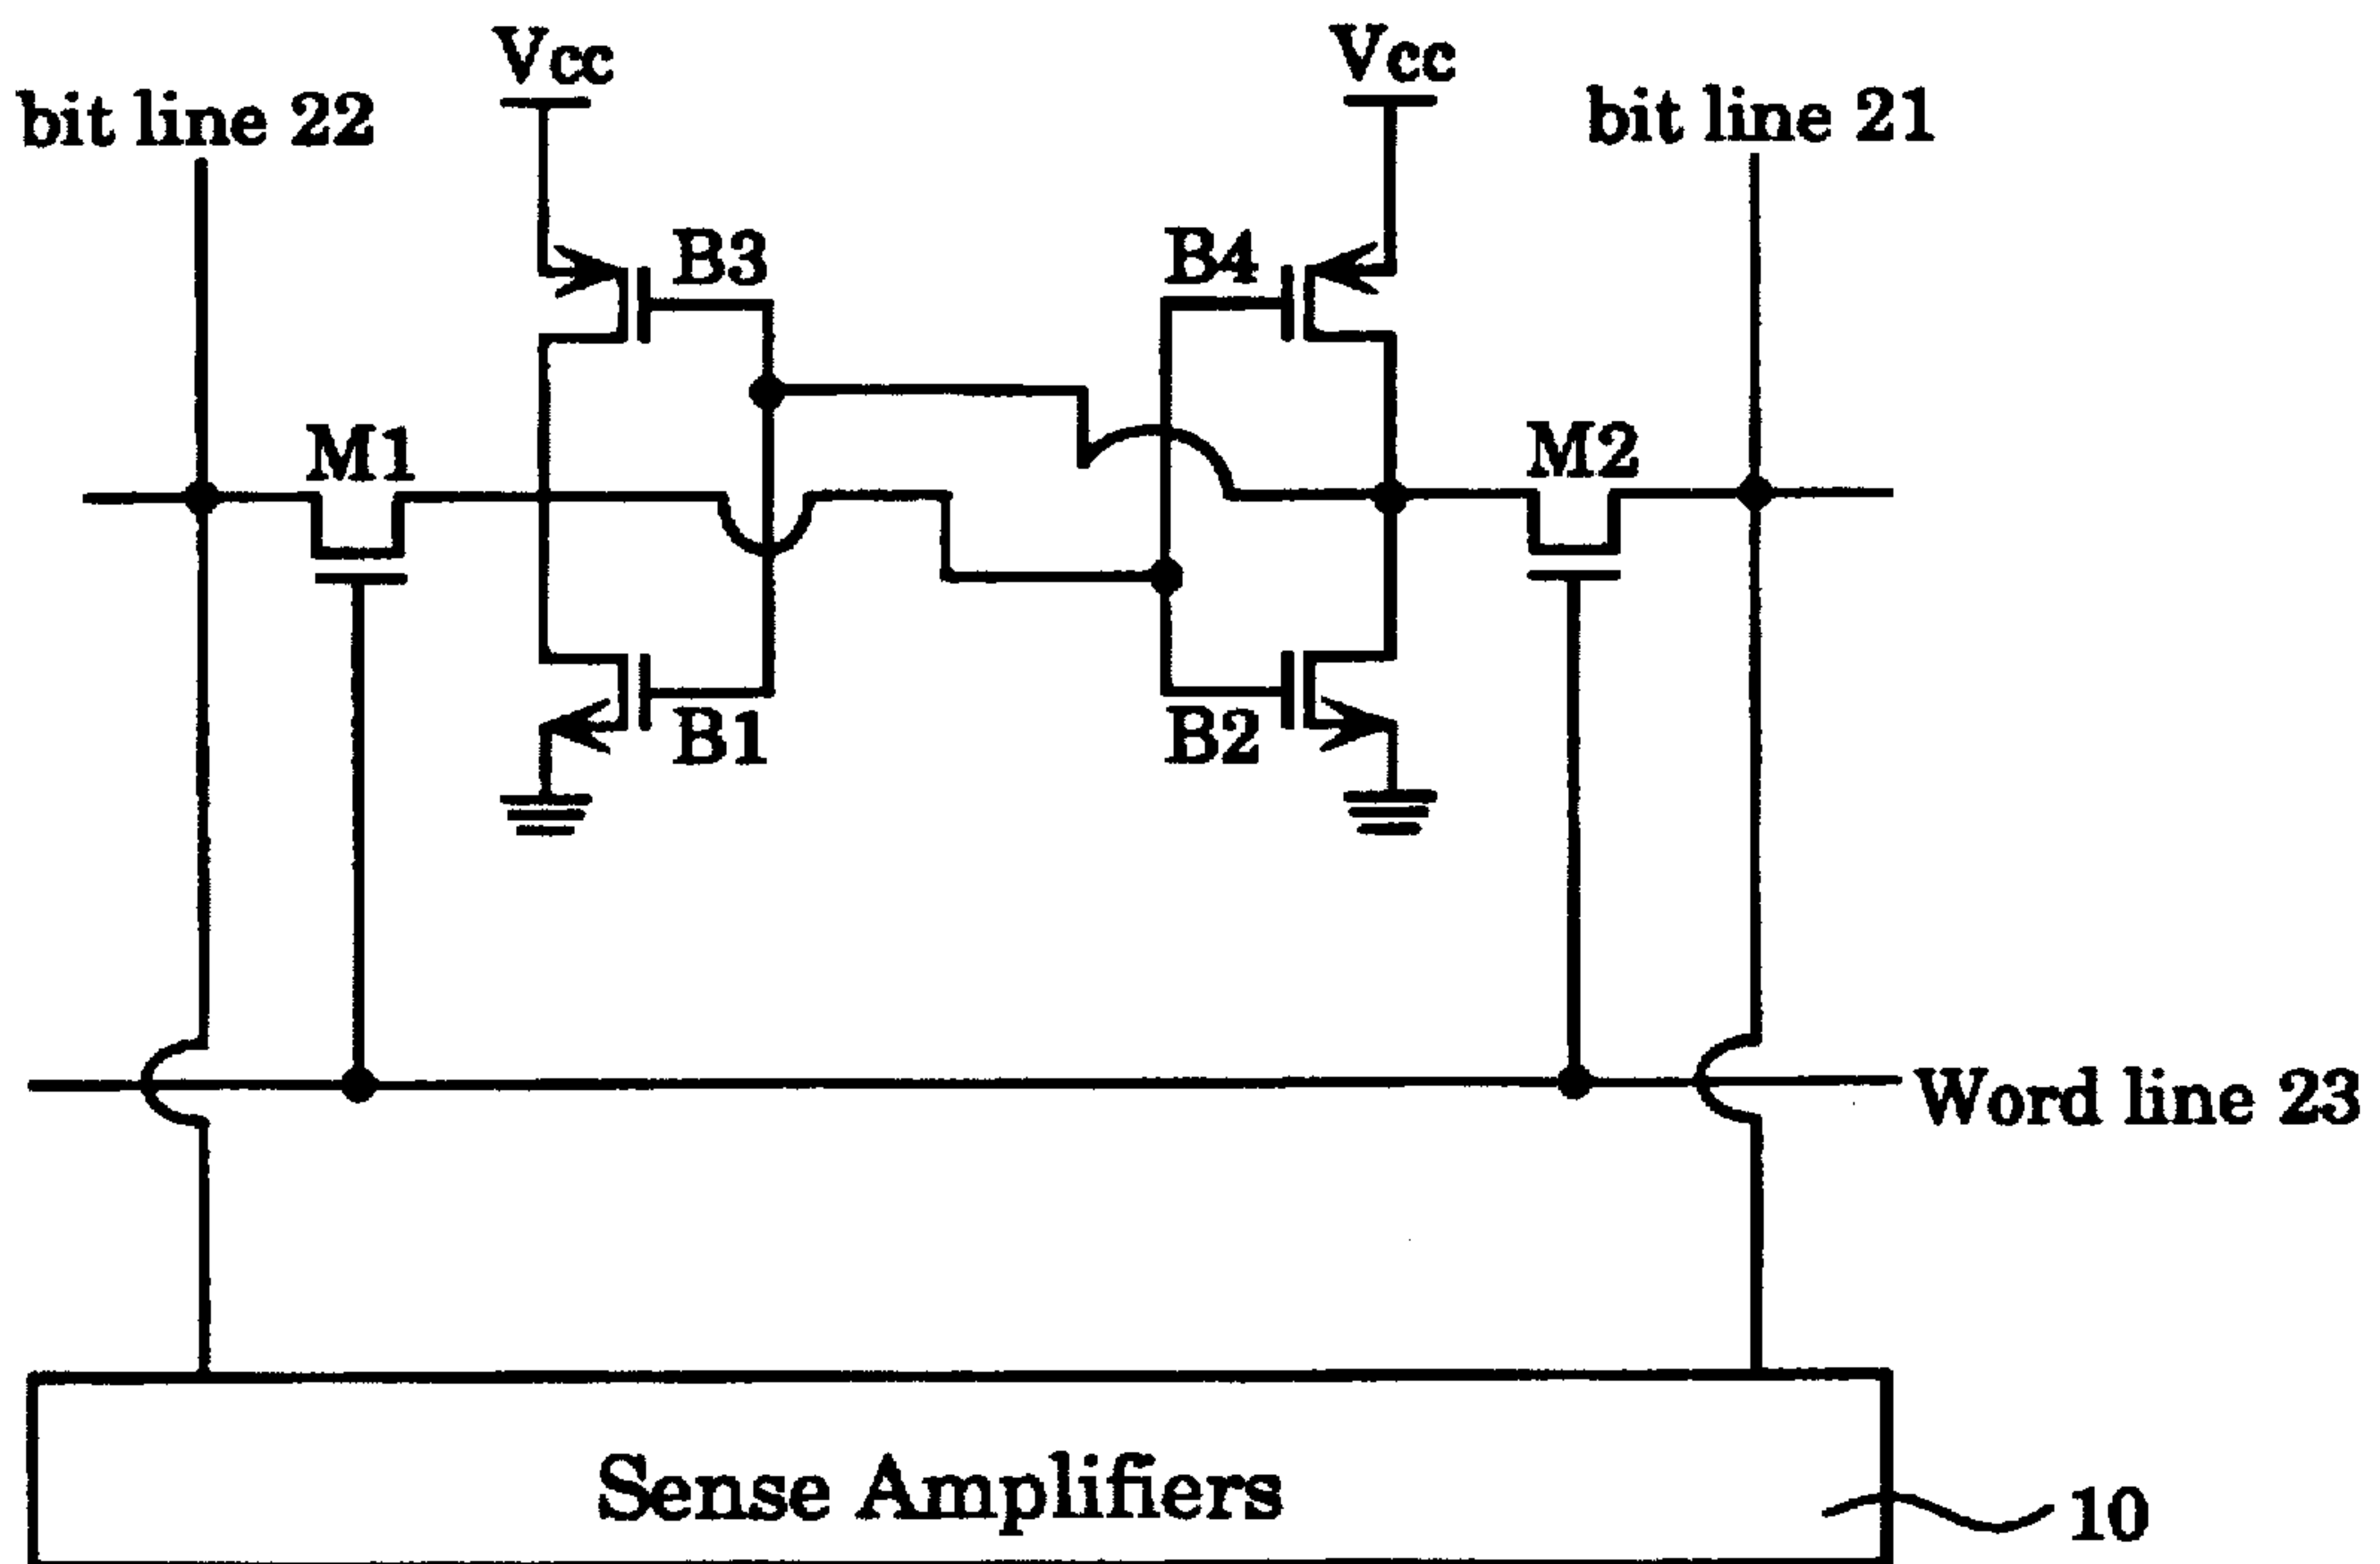 Vcc
Vcc
bit line 22
bit line 21
B3
B4
M1
M2
B1
B2
Word line 23
Sense Amplifiers
10